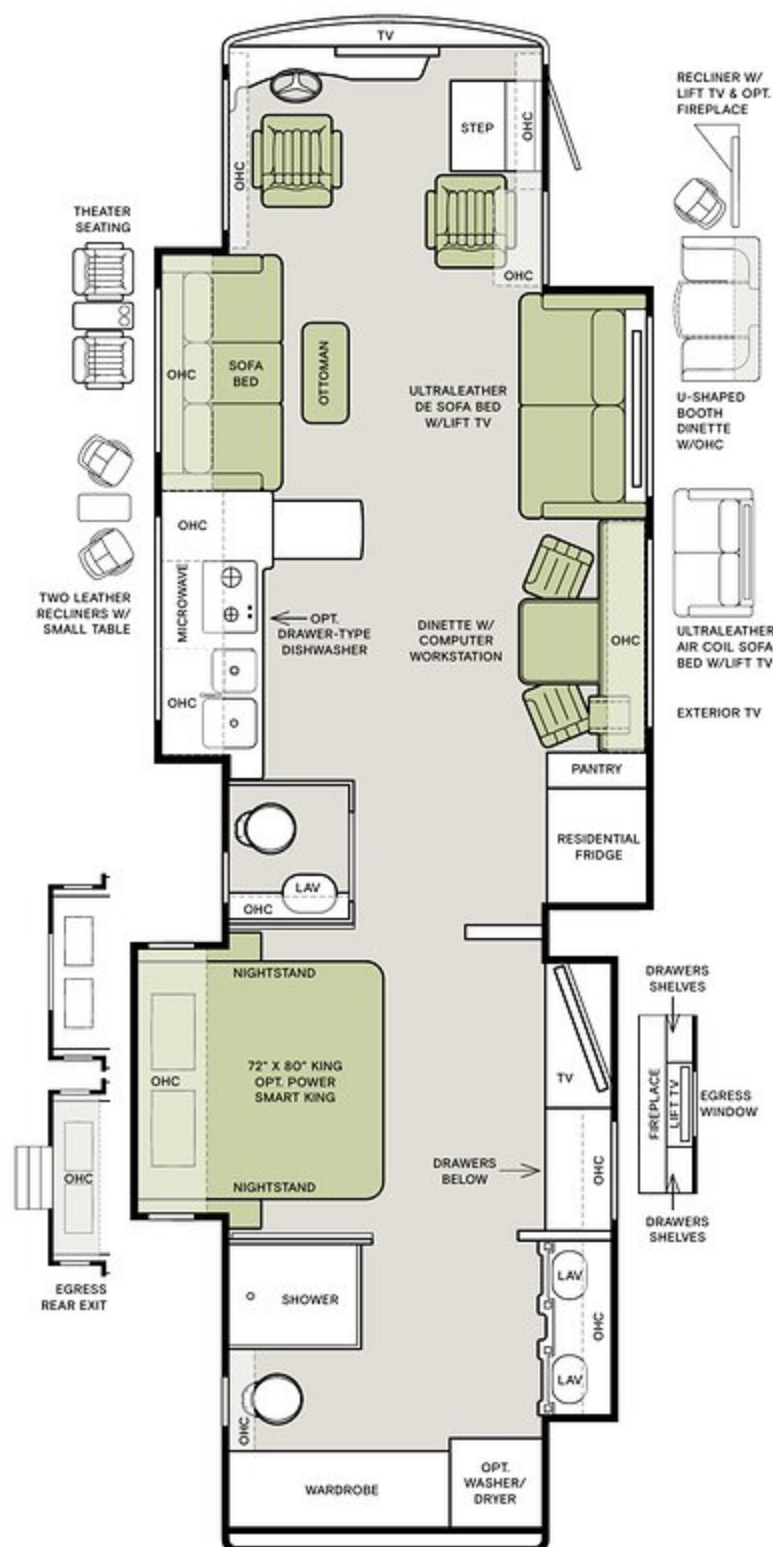 TV
RECLINER W/
LIFT TV & OPT.
FIREPLACE
STEP
OHC
OHC
THEATER
SEATING
OHC
OHC
SOFA
BED
OTTOMAN
ULTRALEATHER
DE SOFA BED
W/LIFT TV
U-SHAPED
BOOTH
DINETTE
W/OHC
OHC
MICROWAVE
TWO LEATHER
RECLINERS W/
SMALL TABLE
OPT.
DRAWER-TYPE
DISHWASHER
DINETTE W/
COMPUTER
WORKSTATION
OHC
ULTRALEATHER
AIR COIL SOFA
BED W/LIFT TV
OHC
EXTERIOR TV
PANTRY
RESIDENTIAL
FRIDGE
LAV
OHC
NIGHTSTAND
DRAWERS
SHELVES
72" X 80" KING
OPT. POWER
SMART KING
OHC
TV
FIREPLACE
LIFT TV
EGRESS
WINDOW
DRAWERS
BELOW
OHC
OHC
NIGHTSTAND
DRAWERS
SHELVES
EGRESS
REAR EXIT
SHOWER
LAV
OHC
LAV
OHC
WARDROBE
OPT.
WASHER/
DRYER